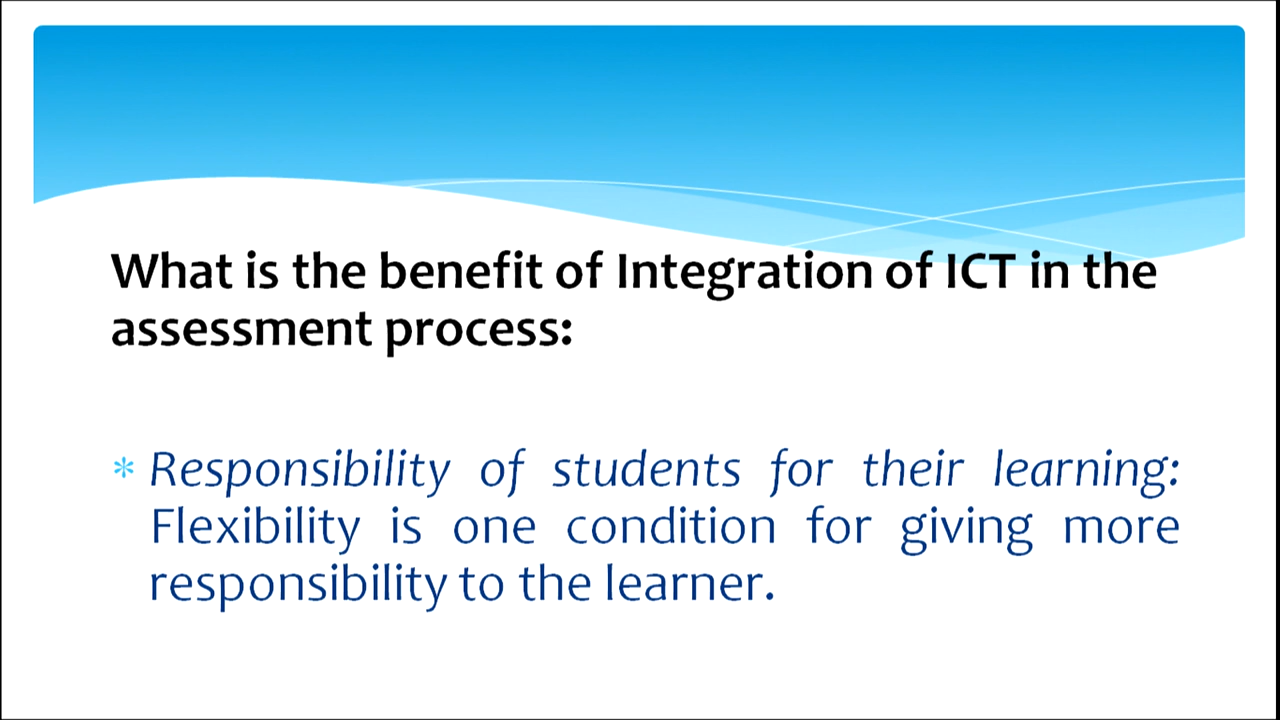 What is the benefit of Integration of ICT in the
assessment process:
* Responsibility of students for their learning:
Flexibility is one condition for giving more
responsibility to the learner.